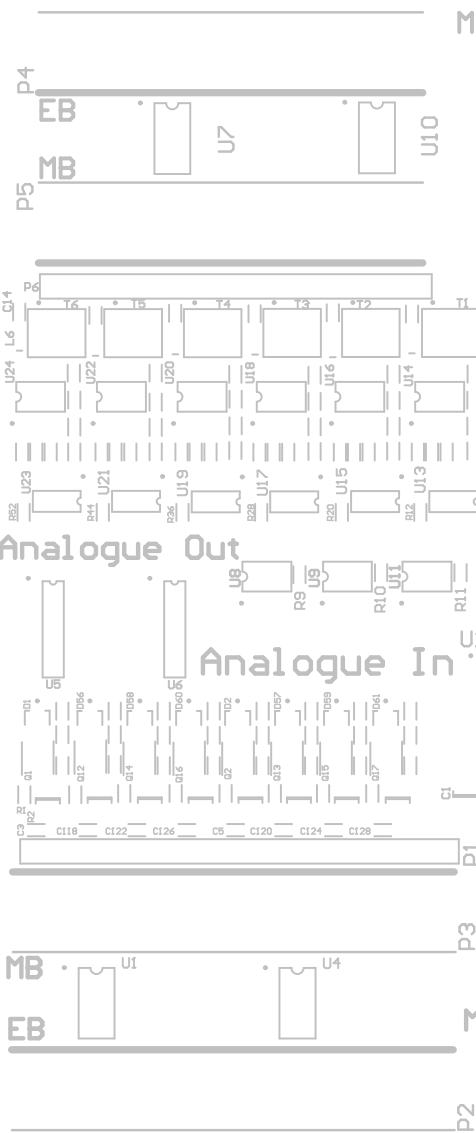 M
P4
EB
U7
U10
MB
P5
P6
C14
T6
T5
T4
T3
T2
T1
L6
U24
U22
U20
U18
U16
U14
U23
U21
U19
U17
U15
U13
R52
R44
R36
R28
R20
R12
Analogue Out
U8
U9
U11
R9
R10
R11
U5
U6
Analogue In
D1
D56
D58
D60
D2
D57
D59
D61
Q1
Q12
Q14
Q16
Q2
Q13
Q15
Q17
C1
R1
R2
C3
C118
C122
C126
C5
C120
C124
C128
P1
P3
MB
U1
U4
EB
M
P2